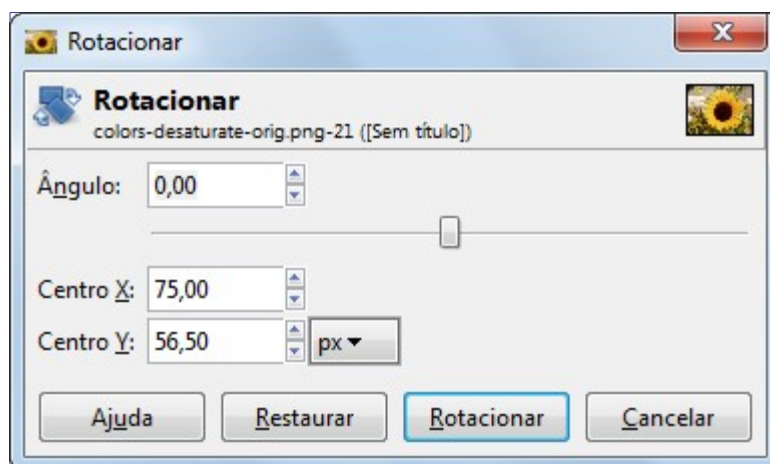 Rotacionar
Rotacionar
colors-desaturate-orig.png-21 ([Sem título])
Ângulo: 0,00
Centro X: 75,00
Centro Y: 56,50 px
Ajuda Restaurar Rotacionar Cancelar